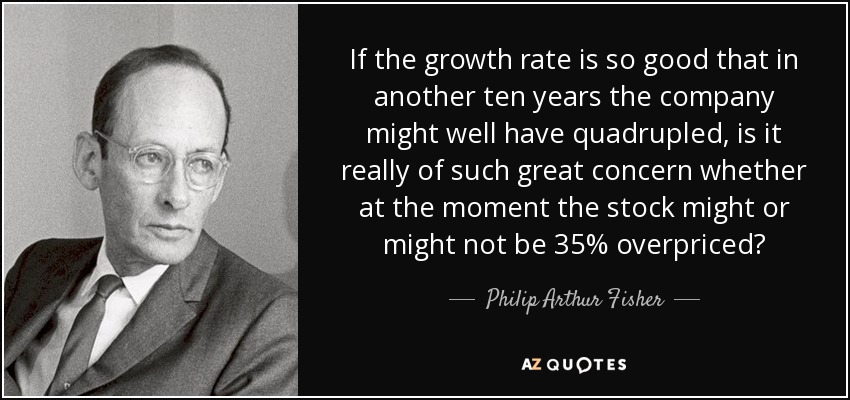 If the growth rate is so good that in
another ten years the company
might well have quadrupled, is it
really of such great concern whether
at the moment the stock might or
might not be 35% overpriced?
Philip Arthur Fisher
AZ QUOTES